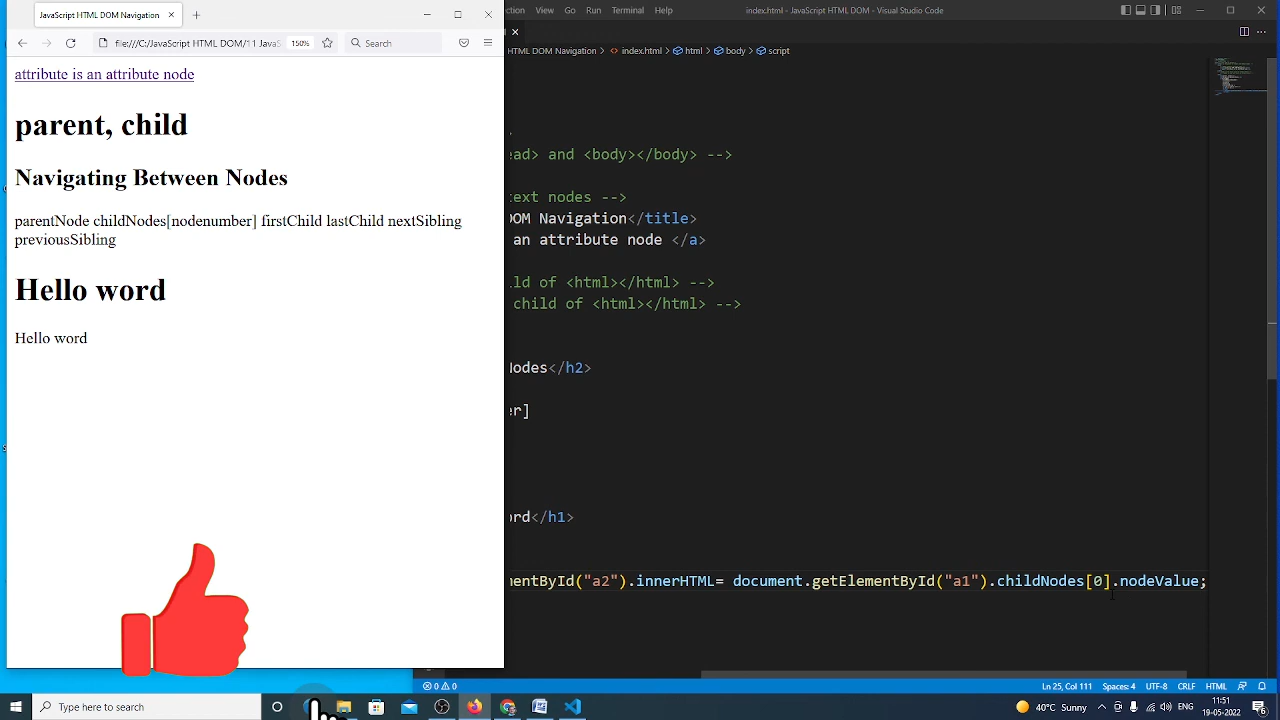 JavaScript HTML DOM Navigation
file:///C:/JavaScript HTML DOM/11 JavaS
150%
Search
attribute is an attribute node
parent, child
Navigating Between Nodes
parentNode childNodes[nodenumber] firstChild lastChild nextSibling
previousSibling
Hello word
Hello word
View Go Run Terminal Help
index.html - JavaScript HTML DOM - Visual Studio Code
HTML DOM Navigation > index.html > html > body > script
ead> and <body></body> -->
ext nodes -->
DOM Navigation</title>
an attribute node </a>
ild of <html></html> -->
child of <html></html> -->
Nodes</h2>
er]
ord</h1>
mentById("a2").innerHTML= document.getElementById("a1").childNodes[0].nodeValue;
0 0
Ln 25, Col 111
Spaces: 4
UTF-8
CRLF
HTML
Type here to search
40°C Sunny
11:51
19-05-2022